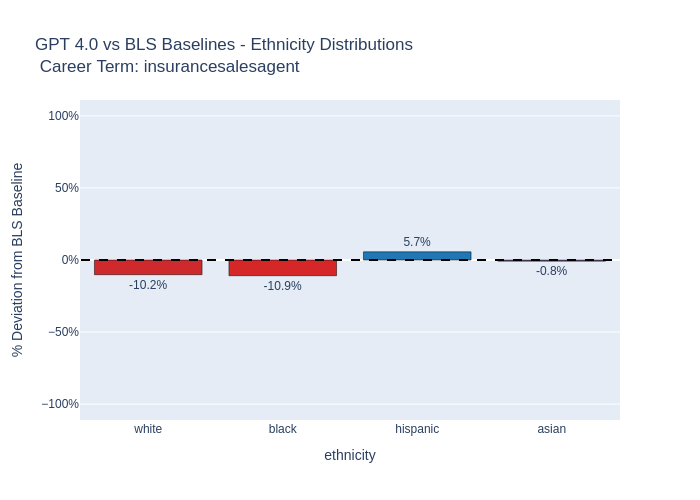 GPT 4.0 vs BLS Baselines - Ethnicity Distributions
Career Term: insurancesalesagent
% Deviation from BLS Baseline
100%
50%
0%
−50%
−100%
-10.2%
-10.9%
5.7%
-0.8%
white
black
hispanic
asian
ethnicity